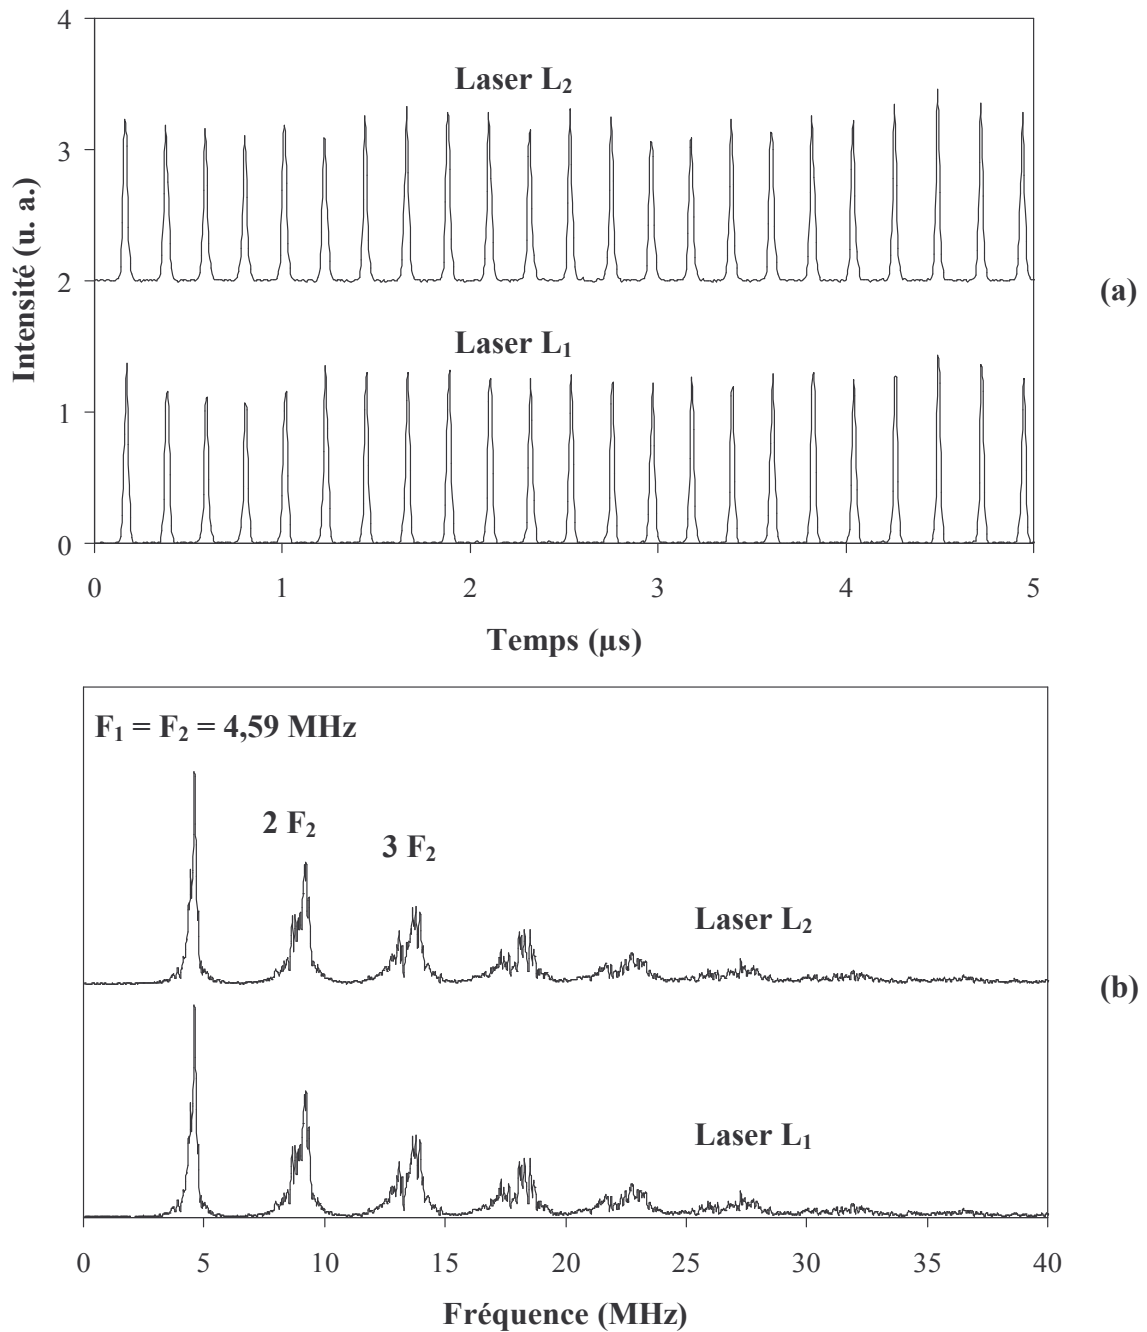 4
Laser L₂
3
Intensité (u. a.)
2
(a)
Laser L₁
1
0
0 1 2 3 4 5
Temps (µs)
F₁ = F₂ = 4,59 MHz
2 F₂
3 F₂
Laser L₂
(b)
Laser L₁
0 5 10 15 20 25 30 35 40
Fréquence (MHz)